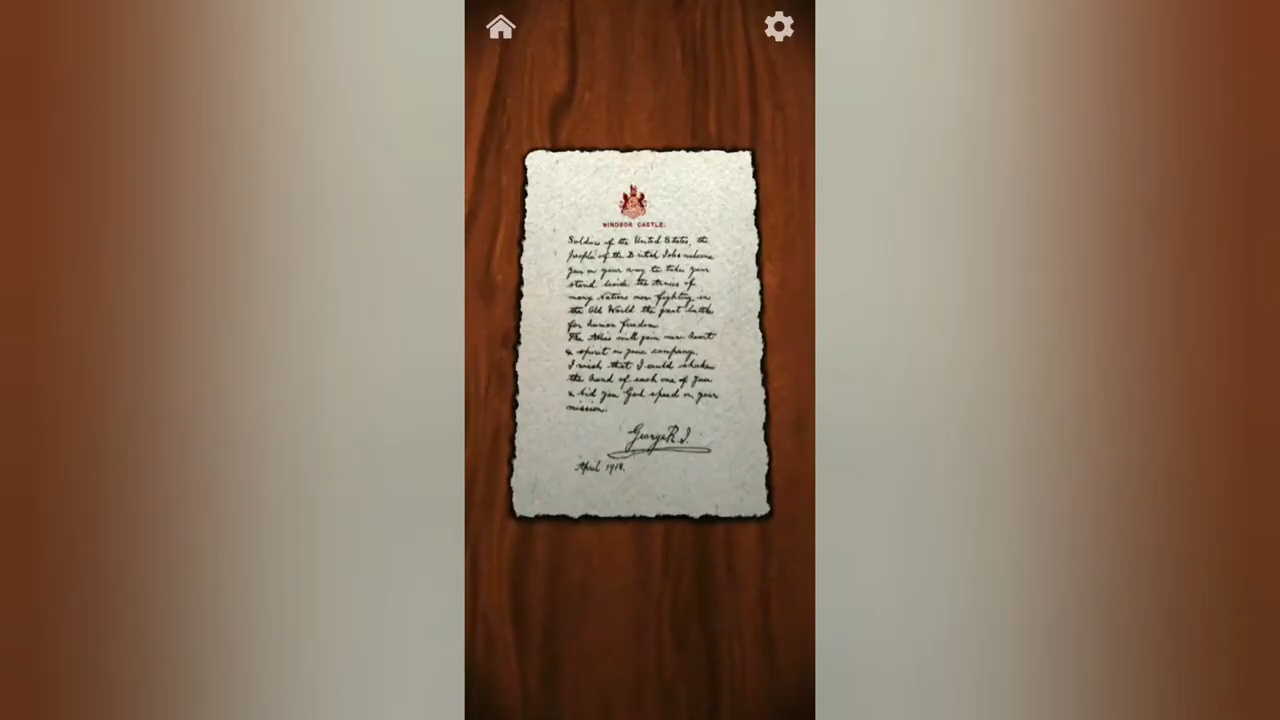 WINDSOR CASTLE.
Soldiers of the United States, the
people of the British Isles welcome
you on your way to take your
stand beside the Armies of
many Nations now fighting in
the Old World the great battle
for human freedom.
The Allies will gain new heart
& spirit in your company.
I wish that I could shake
the hand of each one of you
& bid you God speed on your
mission.
George R.I.
April 1918.